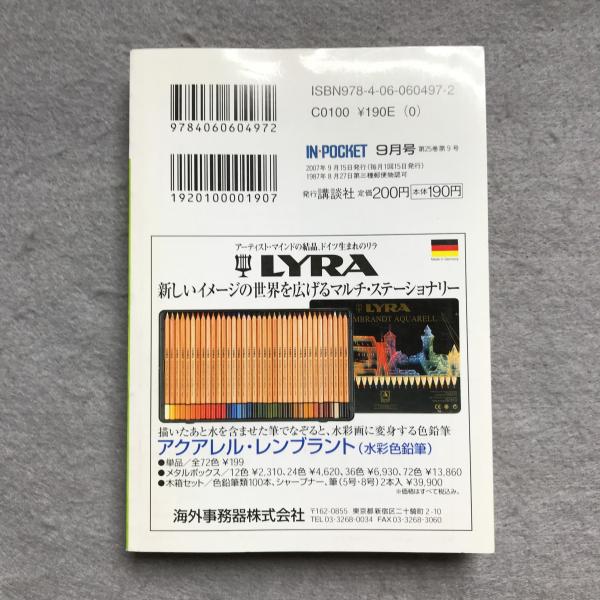 ISBN978-4-06-060497-2
C0100 ¥190E (0)
9784060604972
IN★POCKET 9月号 第25巻第9号
2007年9月15日発行(毎月1回15日発行)
1987年8月27日第三種郵便物認可
発行 講談社 定価200円 本体190円
1920100001907
アーティスト・マインドの結晶、ドイツ生まれのリラ
LYRA
Made in Germany
新しいイメージの世界を広げるマルチ・ステーショナリー
LYRA
MBRANDT AQUARELL
描いたあと水を含ませた筆でなぞると、水彩画に変身する色鉛筆
アクアレル・レンブラント(水彩色鉛筆)
●単品/全72色 ¥199
●メタルボックス/12色 ¥2,310、24色 ¥4,620、36色 ¥6,930、72色 ¥13,860
●木箱セット/色鉛筆類100本、シャープナー、筆(5号・8号)2本入 ¥39,900
※価格はすべて税込み。
海外事務器株式会社
〒162-0855 東京都新宿区二十騎町2-10
TEL 03-3268-0034 FAX 03-3268-3060